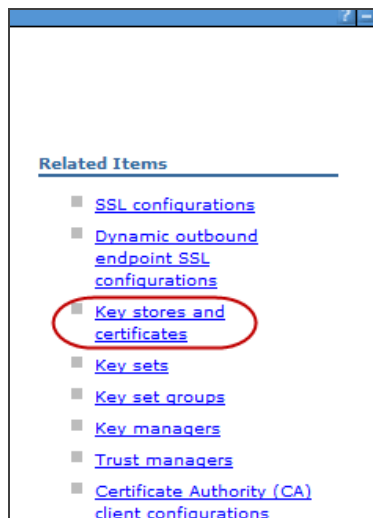 ?
Related Items
SSL configurations
Dynamic outbound
endpoint SSL
configurations
Key stores and
certificates
Key sets
Key set groups
Key managers
Trust managers
Certificate Authority (CA)
client configurations